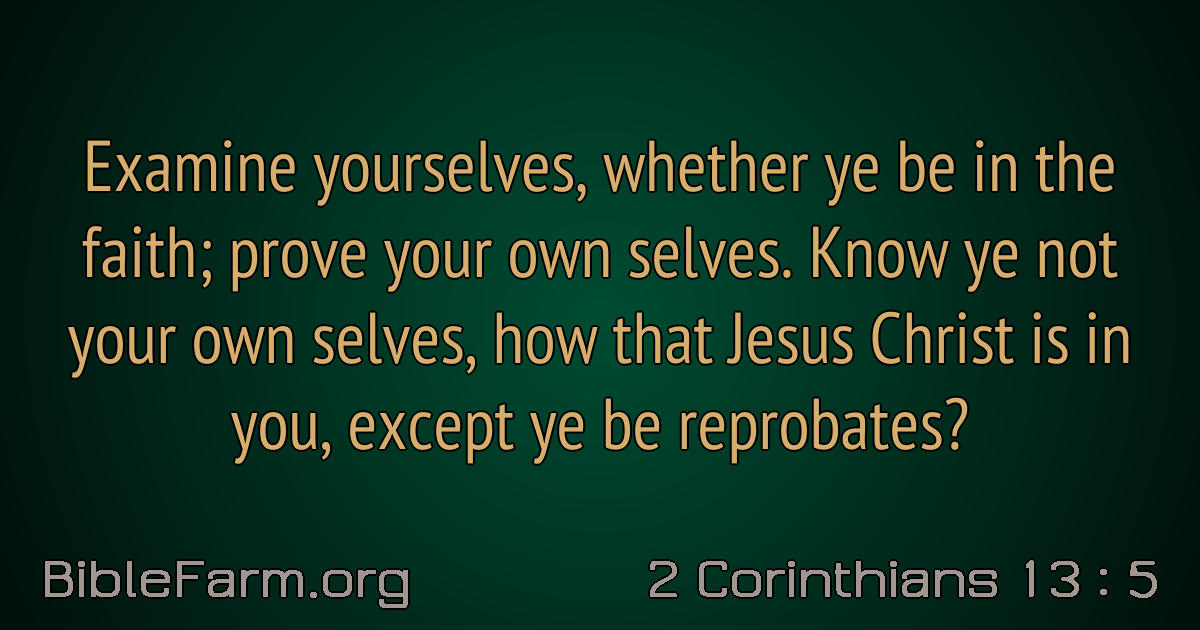 Examine yourselves, whether ye be in the
faith; prove your own selves. Know ye not
your own selves, how that Jesus Christ is in
you, except ye be reprobates?
BibleFarm.org
2 Corinthians 13 : 5